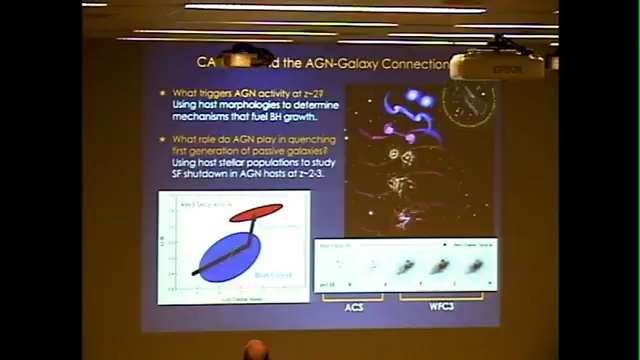 CA nd the AGN-Galaxy Connection
What triggers AGN activity at z~2?
Using host morphologies to determine
mechanisms that fuel BH growth.
What role do AGN play in quenching
first generation of passive galaxies?
Using host stellar populations to study
SF shutdown in AGN hosts at z~2-3.
EPSON
Blue Cloud
ACS
WFC3